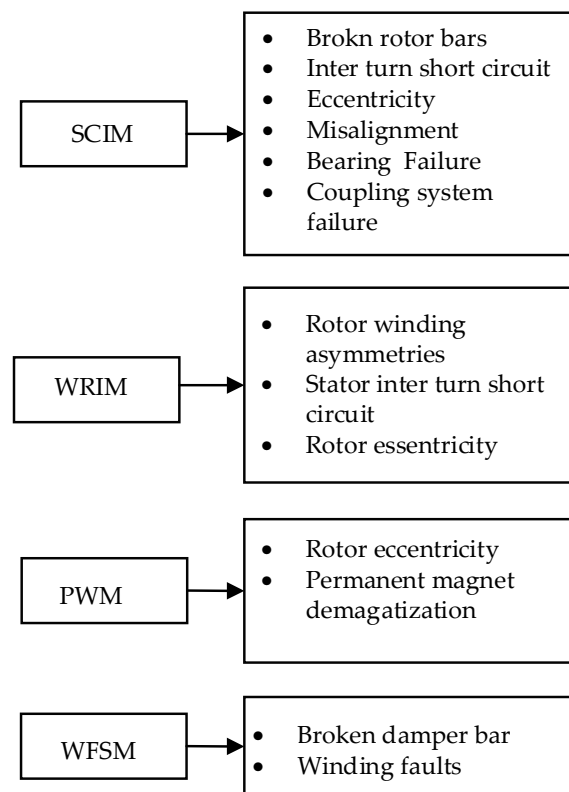 SCIM
• Brokn rotor bars
• Inter turn short circuit
• Eccentricity
• Misalignment
• Bearing Failure
• Coupling system
failure
WRIM
• Rotor winding
asymmetries
• Stator inter turn short
circuit
• Rotor essentricity
PWM
• Rotor eccentricity
• Permanent magnet
demagatization
WFSM
• Broken damper bar
• Winding faults